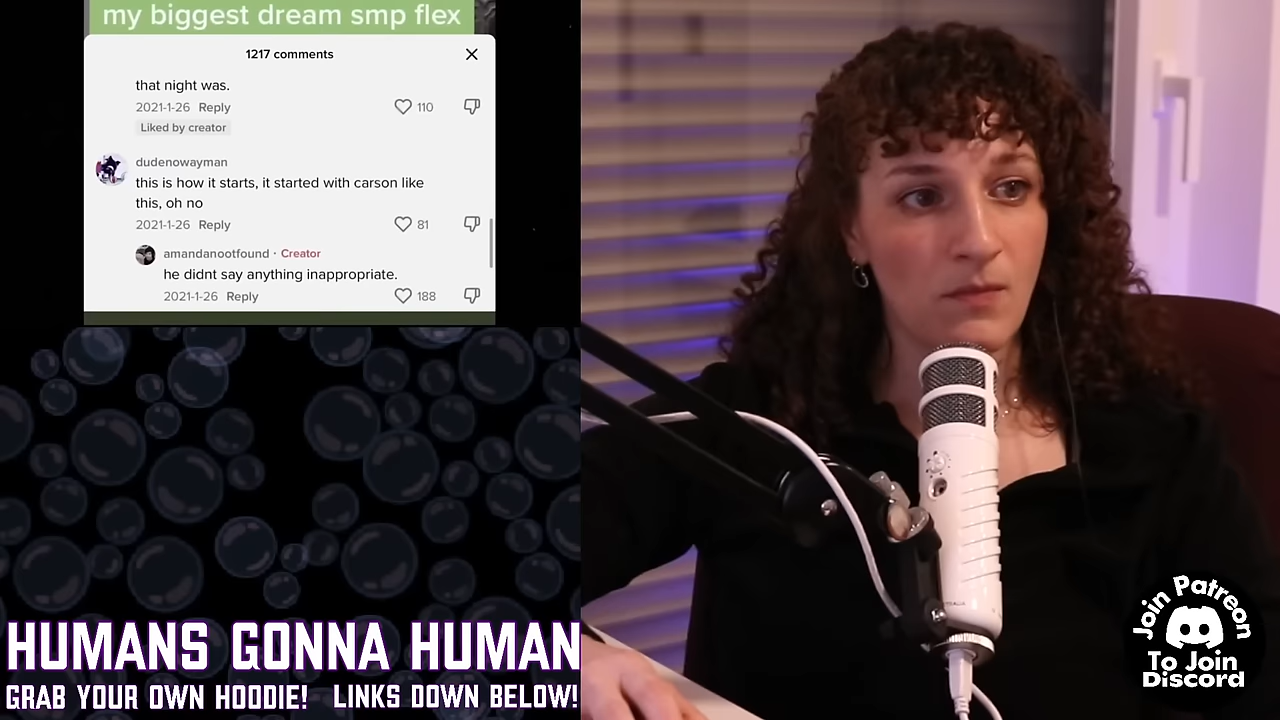 my biggest dream smp flex
1217 comments
that night was.
2021-1-26 Reply
110
Liked by creator
dudenowayman
this is how it starts, it started with carson like
this, oh no
2021-1-26 Reply
81
amandanootfound · Creator
he didnt say anything inappropriate.
2021-1-26 Reply
188
HUMANS GONNA HUMAN
GRAB YOUR OWN HOODIE! LINKS DOWN BELOW!
Join Patreon
To Join
Discord